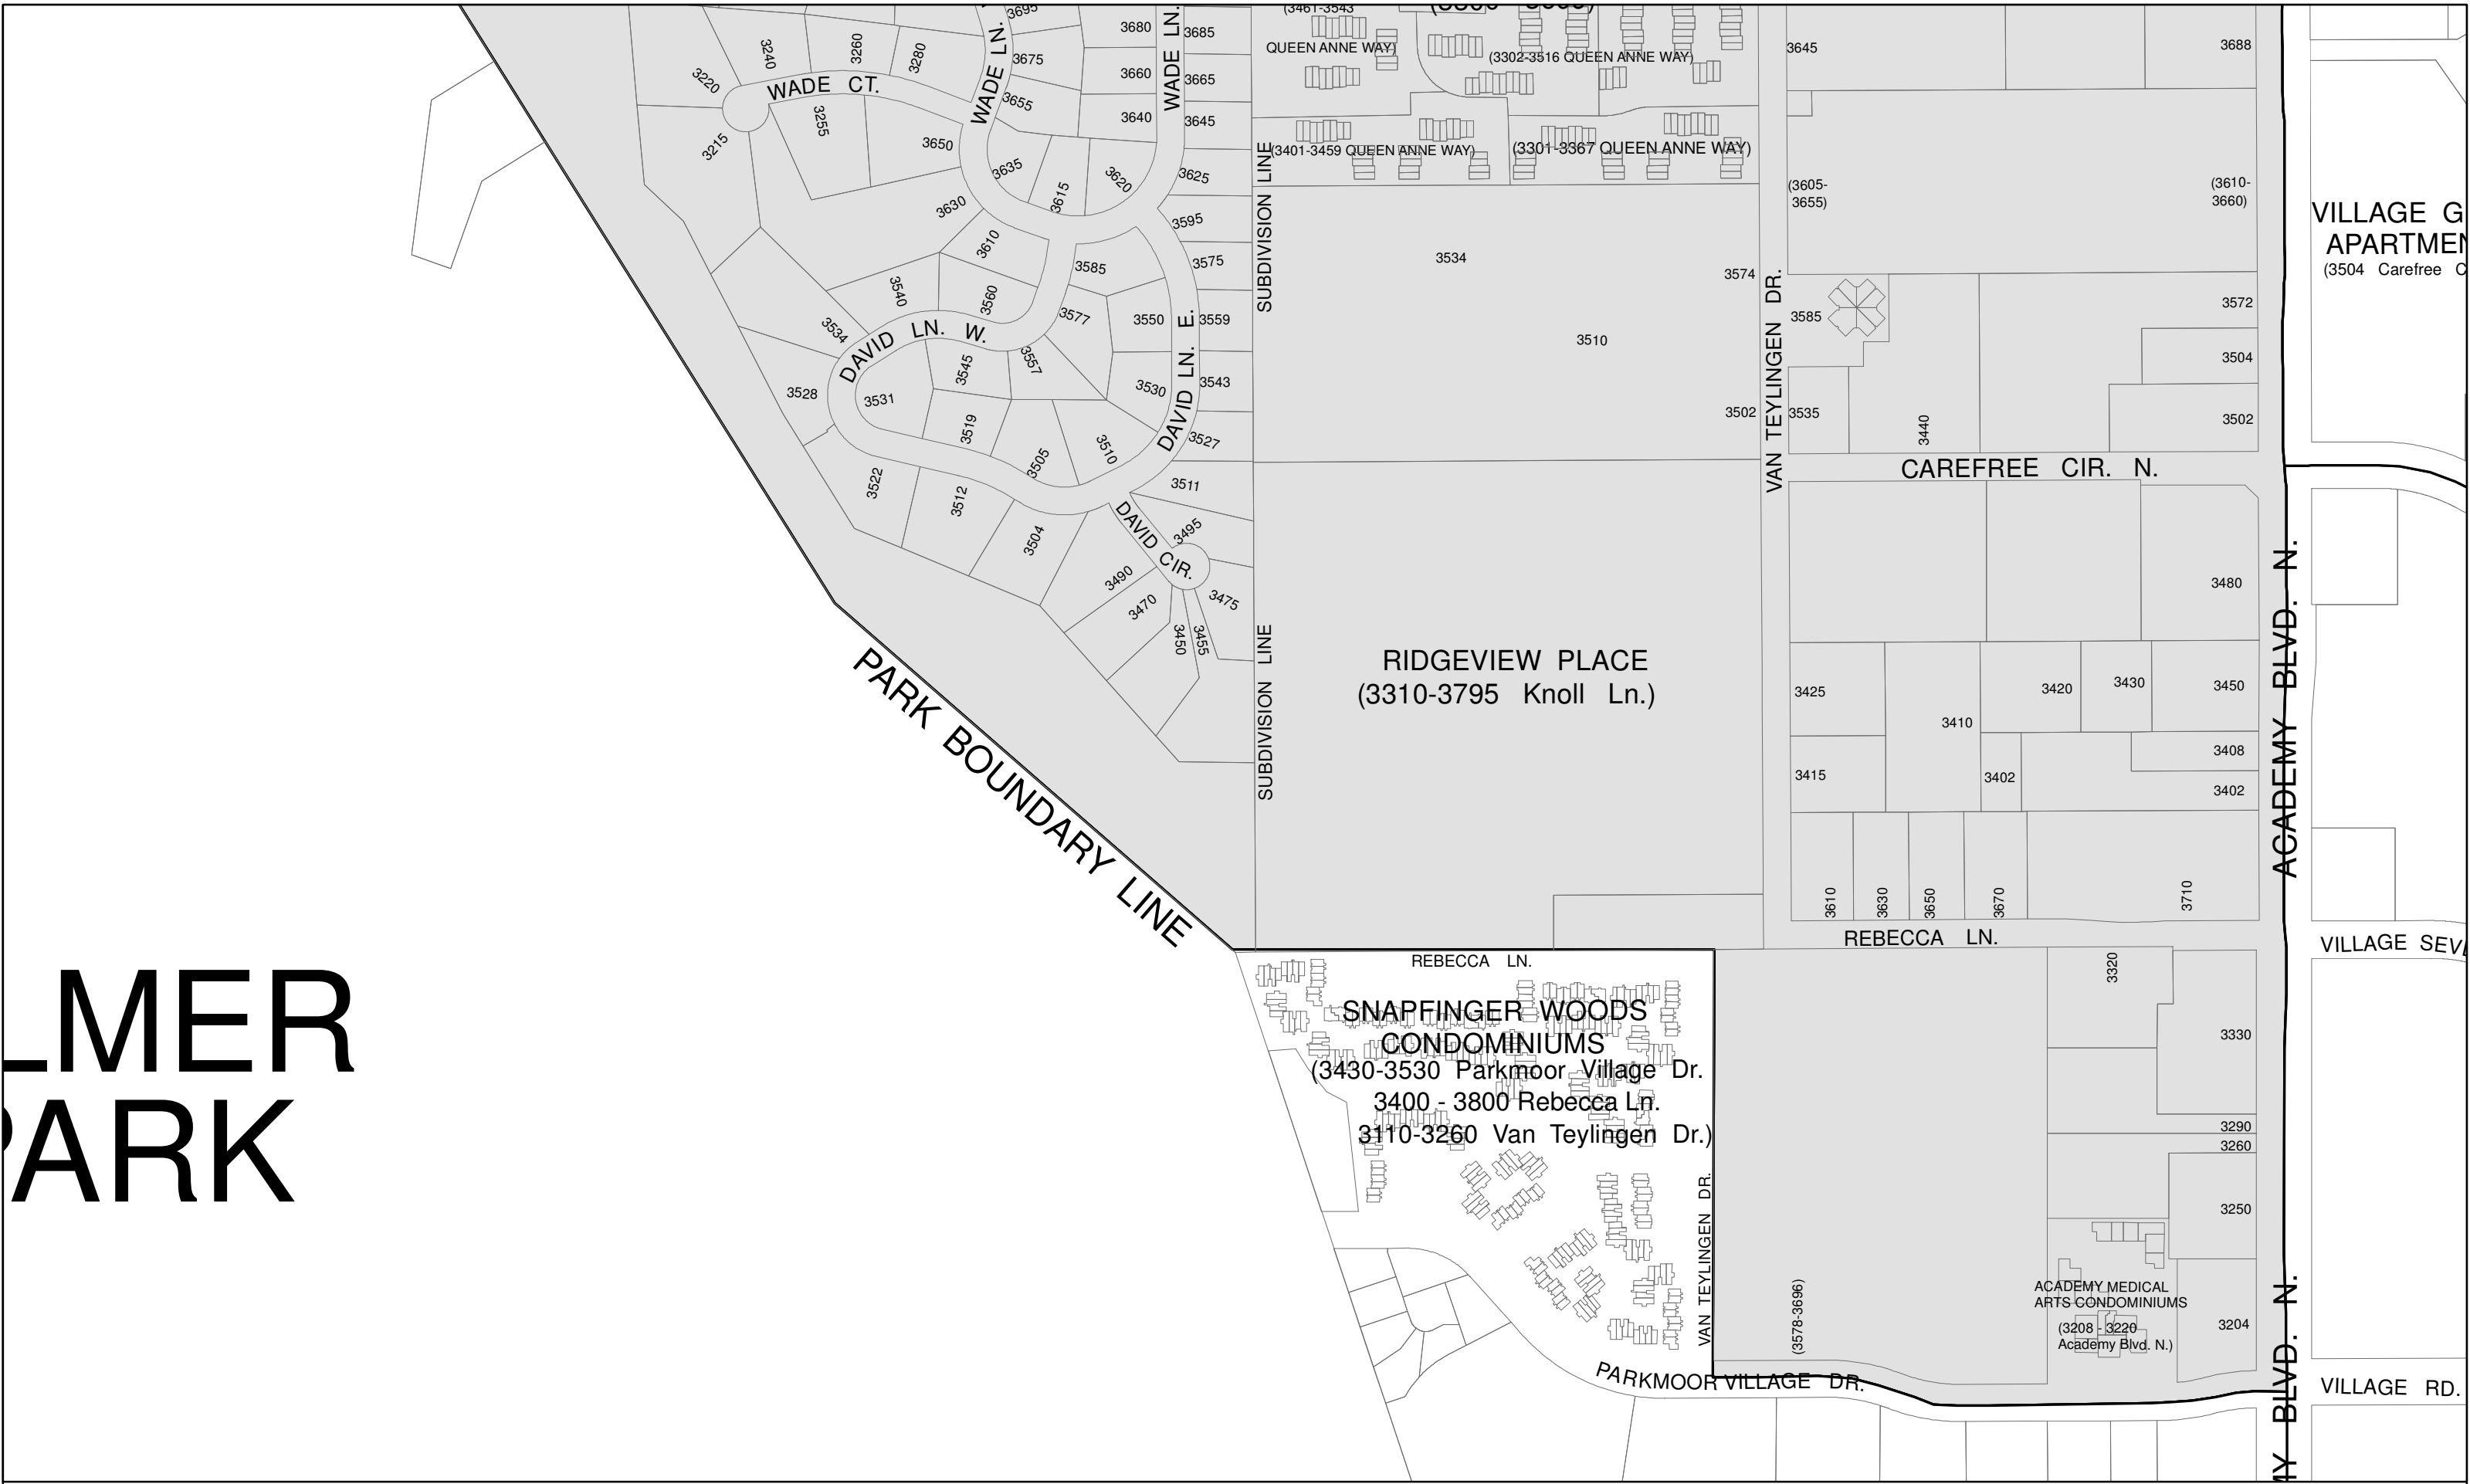 3695
3680
3685
(3461-3543
QUEEN ANNE WAY)
(3302-3516 QUEEN ANNE WAY)
3645
3688
3220
3240
3260
3280
WADE LN.
3675
3660
WADE LN.
3665
WADE CT.
3255
3655
3640
3645
3215
3650
3635
3615
3620
3625
(3401-3459 QUEEN ANNE WAY)
(3301-3367 QUEEN ANNE WAY)
SUBDIVISION LINE
3630
3610
3595
(3605-
3655)
(3610-
3660)
VILLAGE G
APARTMEN
(3504 Carefree C
3540
3560
3585
3575
3534
3574
3510
3502
VAN TEYLINGEN DR.
3534
DAVID LN. W.
3577
3550
3559
DAVID LN. E.
3585
3572
3504
3502
3528
3531
3545
3557
3530
3543
3535
3440
3519
3505
3510
3527
CAREFREE CIR. N.
3522
3512
3504
3511
DAVID CIR.
3495
3490
3470
3450
3455
3475
SUBDIVISION LINE
3480
ACADEMY BLVD. N.
PARK BOUNDARY LINE
RIDGEVIEW PLACE
(3310-3795 Knoll Ln.)
3425
3410
3420
3430
3450
3415
3402
3408
3402
3610
3630
3650
3670
3710
REBECCA LN.
VILLAGE SEV
LMER
PARK
REBECCA LN.
SNAPFINGER WOODS
CONDOMINIUMS
(3430-3530 Parkmoor Village Dr.
3400 - 3800 Rebecca Ln.
3110-3260 Van Teylingen Dr.)
3320
3330
3290
3260
3250
VAN TEYLINGEN DR.
(3578-3696)
ACADEMY MEDICAL
ARTS CONDOMINIUMS
(3208 - 3220
Academy Blvd. N.)
3204
PARKMOOR VILLAGE DR.
MY BLVD. N.
VILLAGE RD.